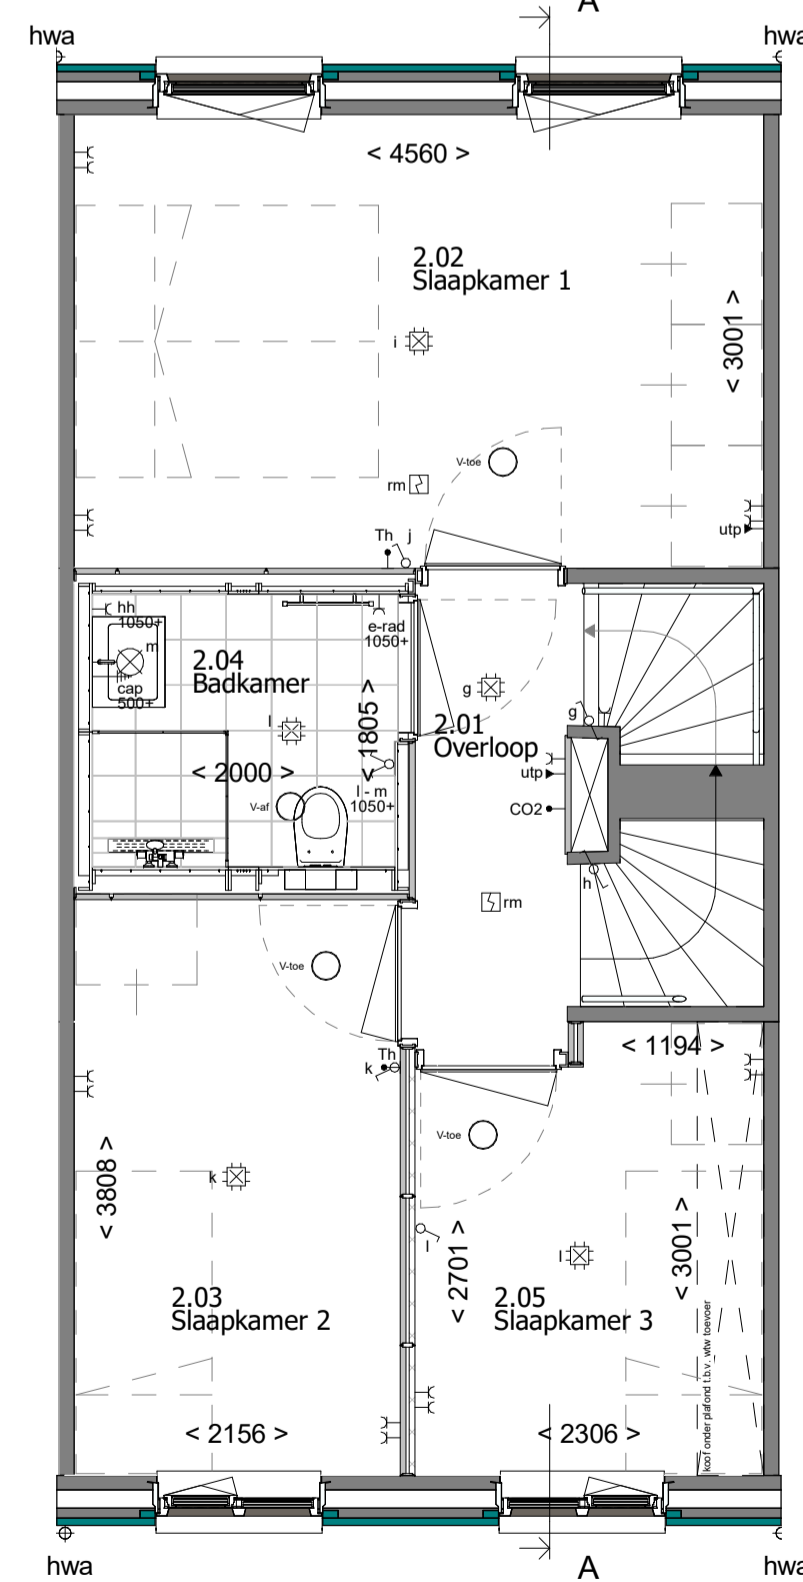 A
hwa
hwa
< 4560 >
2.02
Slaapkamer 1
< 3001 >
i
V-toe
rm
utp
Th
j
hh
1050+
m
cap
500+
e-rad
1050+
2.04
Badkamer
l
< 1805 >
< 2000 >
l - m
1050+
V-af
g
2.01
Overloop
g
utp
CO2
h
rm
V-toe
Th
k
< 1194 >
V-toe
< 3808 >
k
l
< 2701 >
l
< 3001 >
2.03
Slaapkamer 2
2.05
Slaapkamer 3
koof onder plafond t.b.v. wtw toevoer
< 2156 >
< 2306 >
hwa
A
hwa